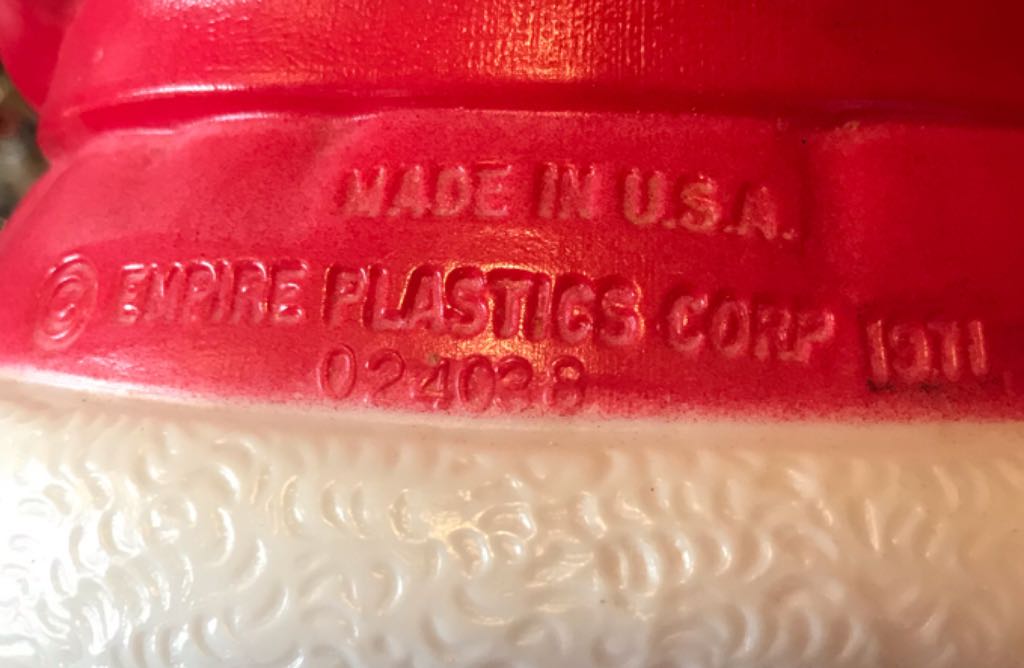 MADE IN U.S.A.
© EMPIRE PLASTICS CORP 1971
024038